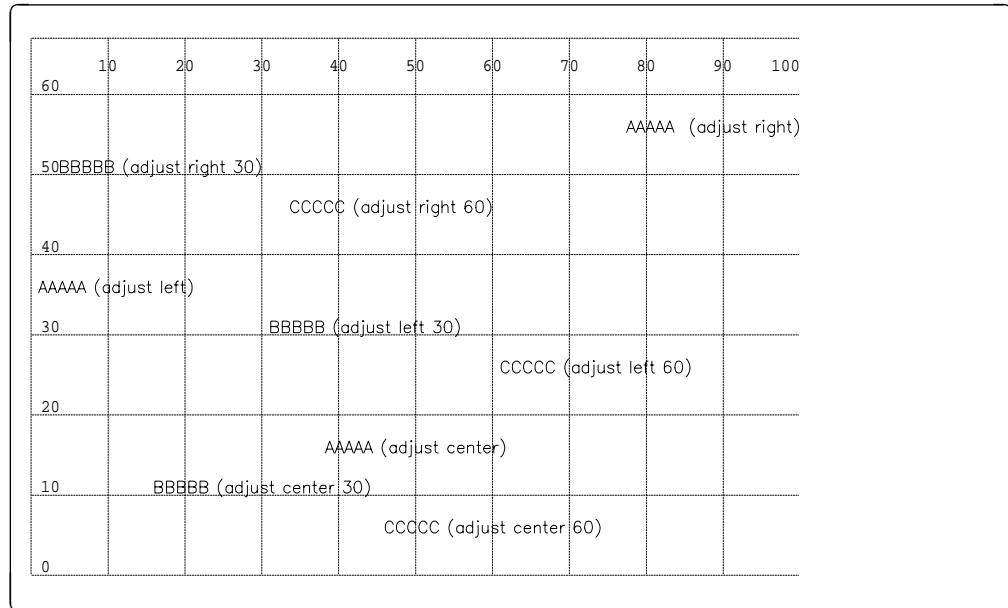 10 20 30 40 50 60 70 80 90 100
60
AAAAA (adjust right)
50BBBBB (adjust right 30)
CCCCC (adjust right 60)
40
AAAAA (adjust left)
30 BBBBB (adjust left 30)
CCCCC (adjust left 60)
20
AAAAA (adjust center)
10 BBBBB (adjust center 30)
CCCCC (adjust center 60)
0